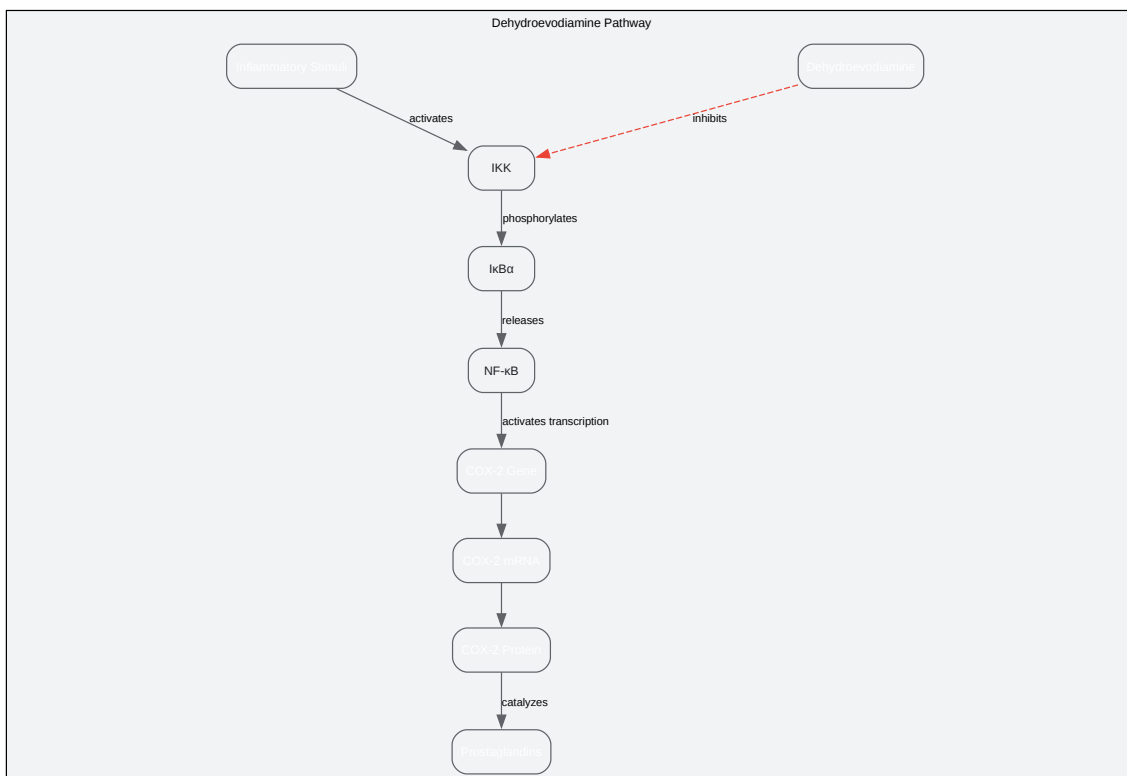 Dehydroevodiamine Pathway
Inflammatory Stimuli
Dehydroevodiamine
activates
inhibits
IKK
phosphorylates
IκBα
releases
NF-κB
activates transcription
COX-2 Gene
COX-2 mRNA
COX-2 Protein
catalyzes
Prostaglandins